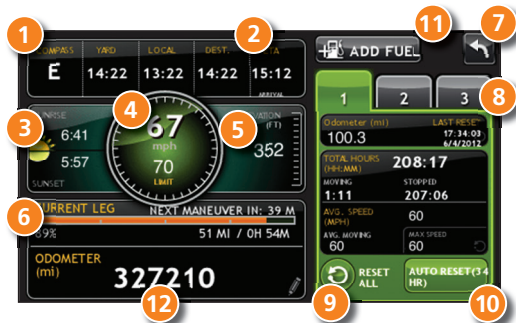 1
2
11
7
COMPASS YARD LOCAL DEST. TA
E 14:22 13:22 14:22 15:12
ARRIVAL
ADD FUEL
1 2 3
8
3
4
5
NRISE
6:41
5:57
SUNSET
67
mph
70
LIMIT
VATION
(FT)
352
Odometer (mi) LAST RESET
100.3 17:34:03
6/4/2012
TOTAL HOURS
(HH:MM) 208:17
MOVING STOPPED
1:11 207:06
AVG. SPEED
(MPH) 60
AVG. MOVING MAX SPEED
60 60
6
CURRENT LEG NEXT MANEUVER IN: 39 M
89% 51 MI / 0H 54M
ODOMETER
(mi)
327210
12
RESET
ALL
AUTO RESET(34
HR)
9
10